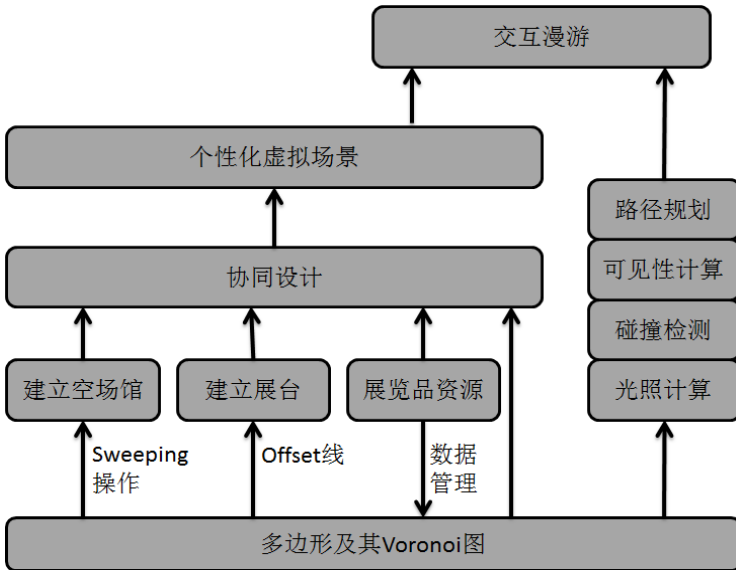 交互漫游
个性化虚拟场景
路径规划
协同设计
可见性计算
碰撞检测
建立空场馆
建立展台
展览品资源
光照计算
Sweeping
操作
Offset线
数据
管理
多边形及其Voronoi图